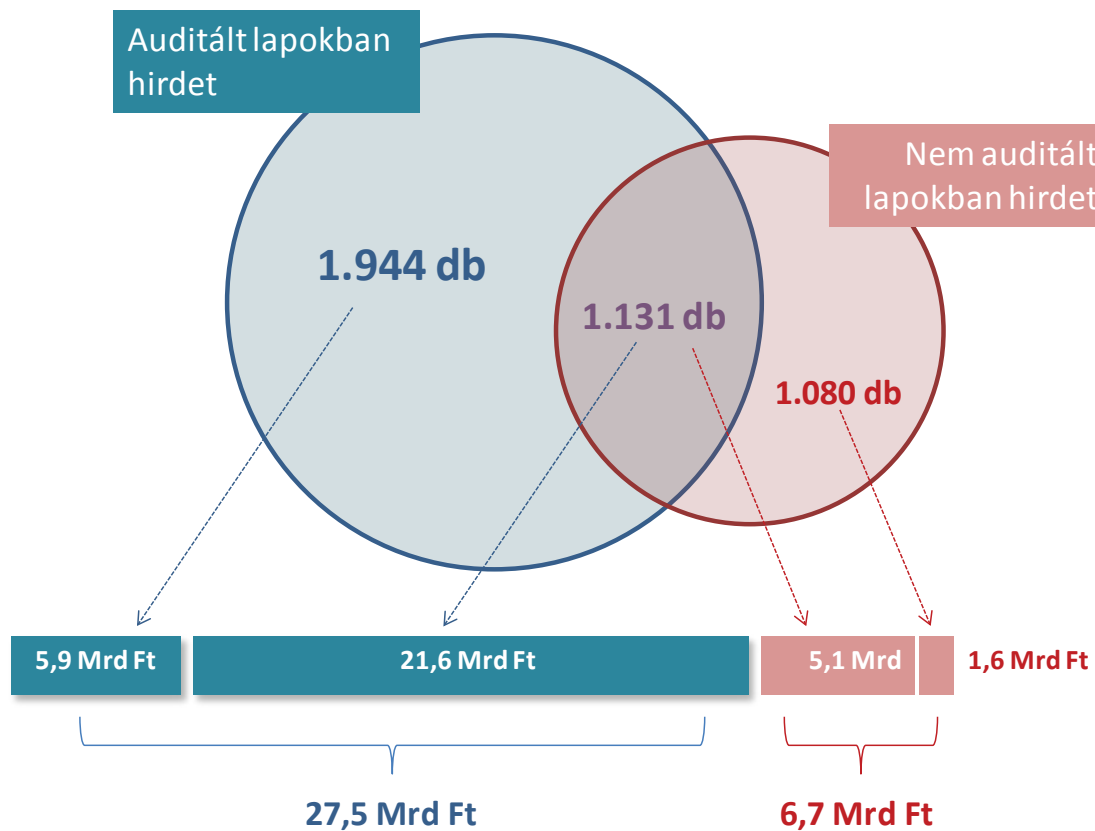 Auditált lapokban
hirdet
Nem auditált
lapokban hirdet
1.944 db
1.131 db
1.080 db
5,9 Mrd Ft
21,6 Mrd Ft
5,1 Mrd
1,6 Mrd Ft
27,5 Mrd Ft
6,7 Mrd Ft